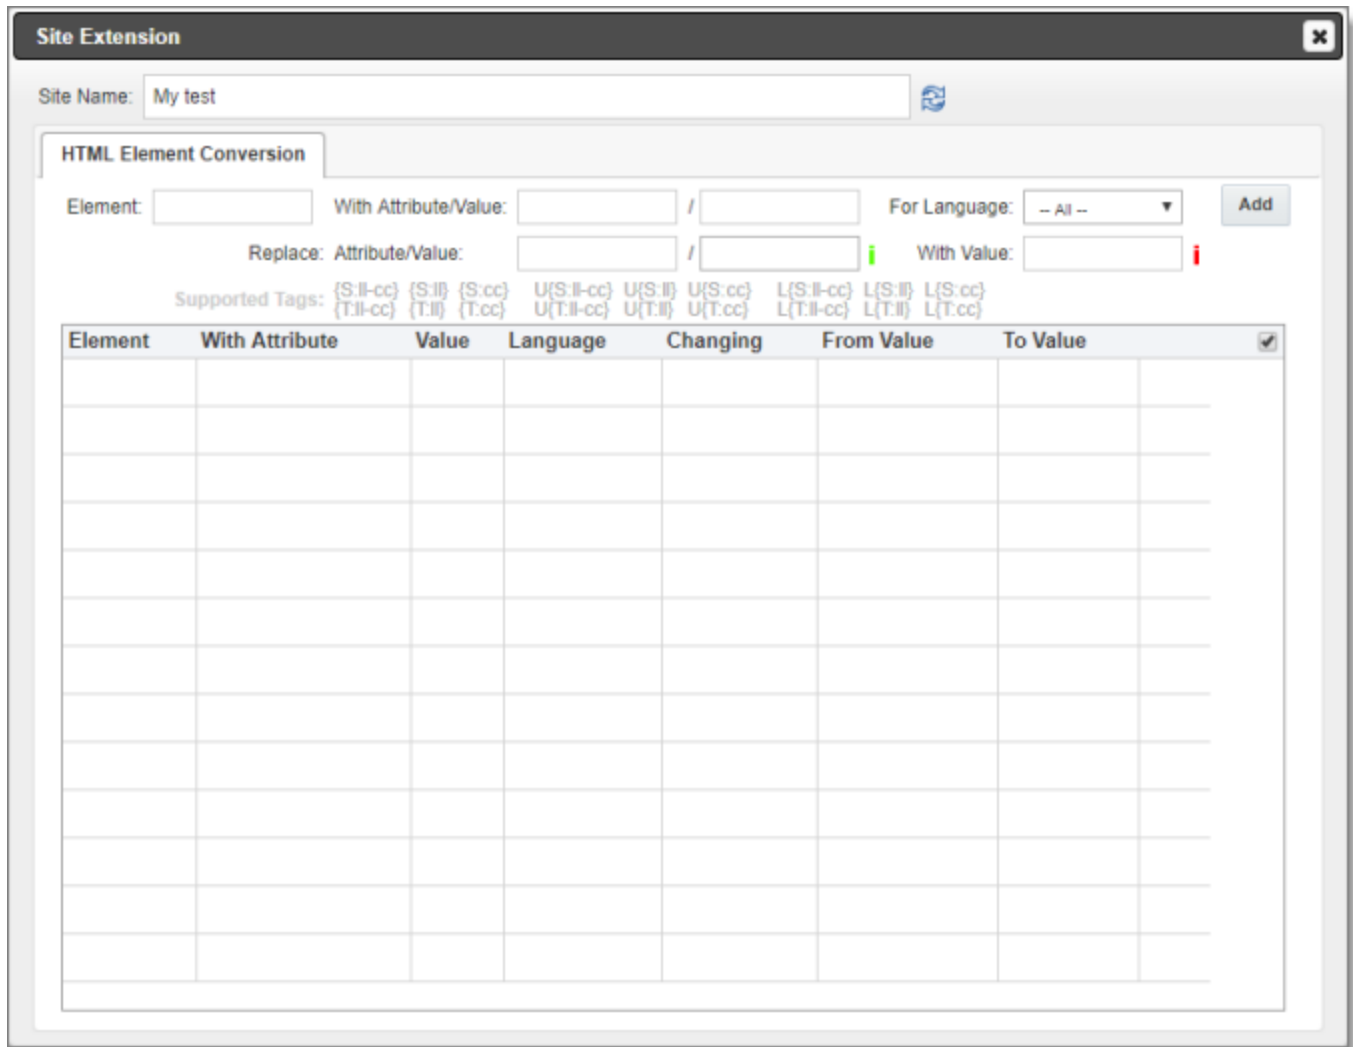 Site Extension
Site Name: My test
HTML Element Conversion
Element: With Attribute/Value: / For Language: -- All -- Add
Replace: Attribute/Value: / i With Value: i
Supported Tags: {S:ll-cc} {S:ll} {S:cc} U{S:ll-cc} U{S:ll} U{S:cc} L{S:ll-cc} L{S:ll} L{S:cc}
{T:ll-cc} {T:ll} {T:cc} U{T:ll-cc} U{T:ll} U{T:cc} L{T:ll-cc} L{T:ll} L{T:cc}
Element With Attribute Value Language Changing From Value To Value